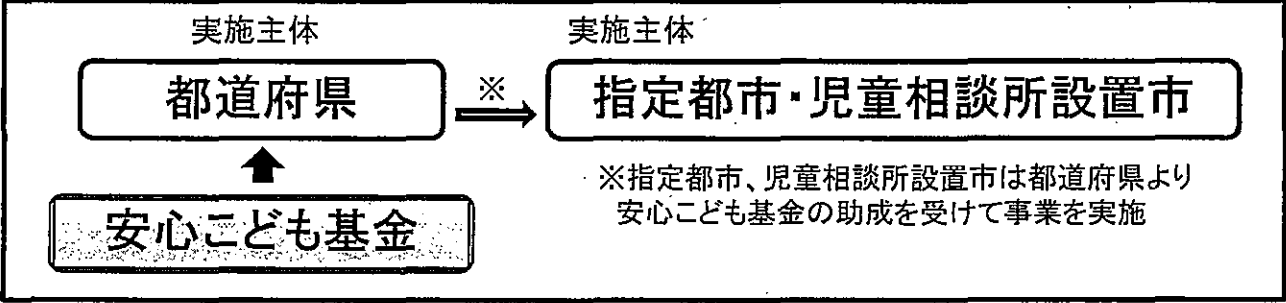 実施主体
実施主体
都道府県
※
指定都市・児童相談所設置市
※指定都市、児童相談所設置市は都道府県より
安心こども基金の助成を受けて事業を実施
安心こども基金